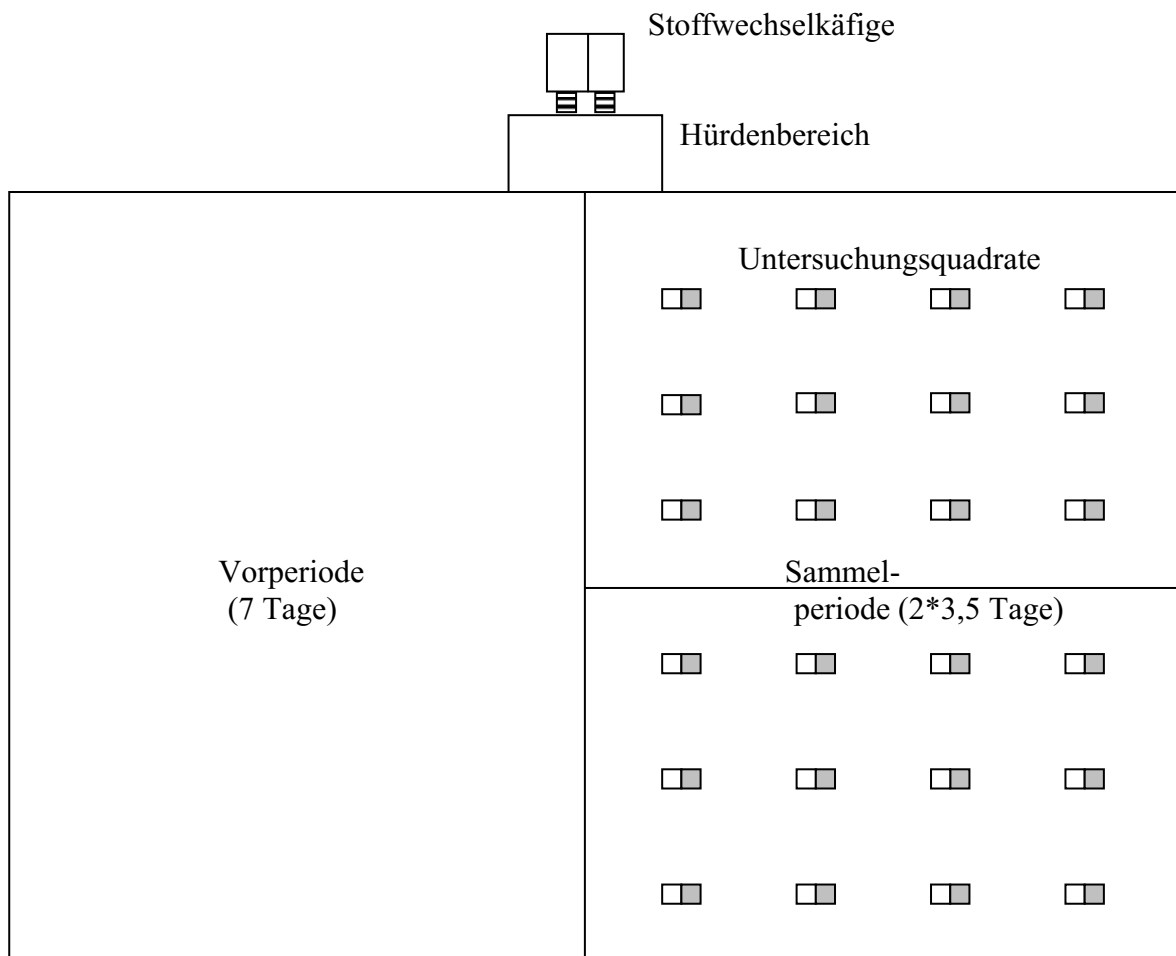 Stoffwechselkäfige
Hürdenbereich
Untersuchungsquadrate
Vorperiode
(7 Tage)
Sammel-
periode (2*3,5 Tage)